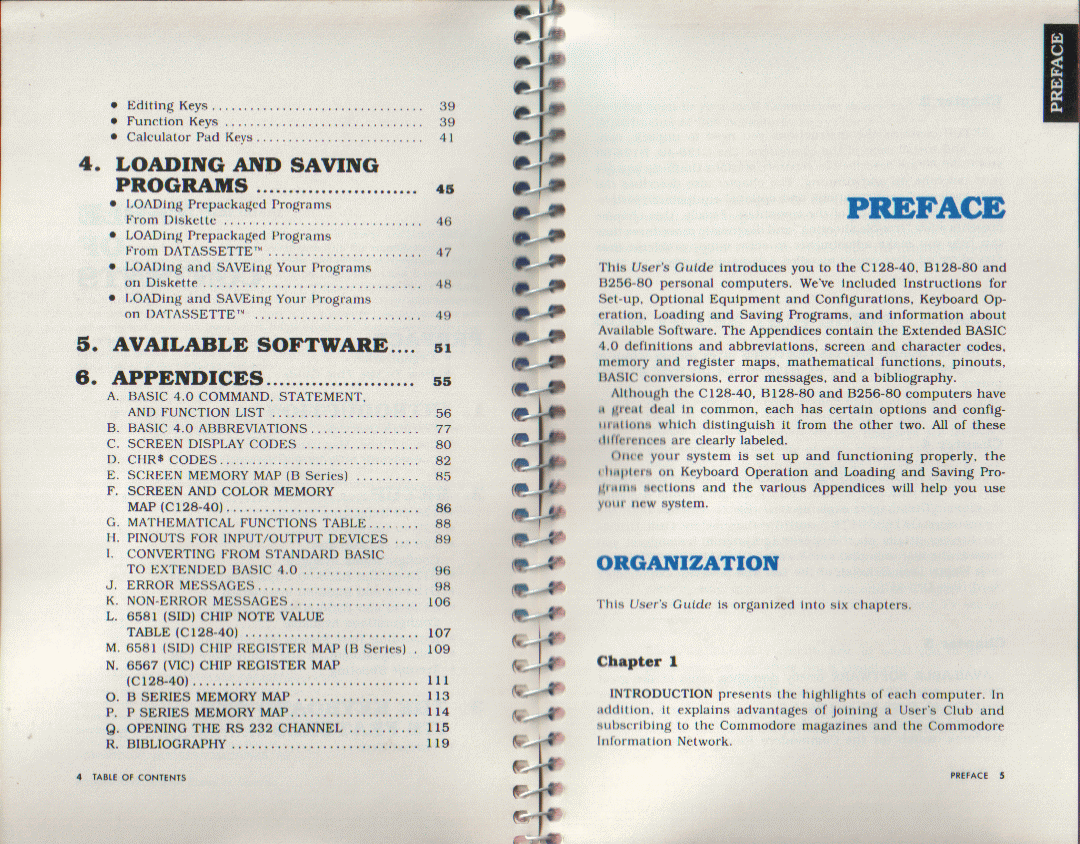 • Editing Keys ................................ 39
• Function Keys .............................. 39
• Calculator Pad Keys ......................... 41
4. LOADING AND SAVING
PROGRAMS ........................ 45
• LOADing Prepackaged Programs
From Diskette .............................. 46
• LOADing Prepackaged Programs
From DATASSETTE™ ........................ 47
• LOADing and SAVEing Your Programs
on Diskette ................................. 48
• LOADing and SAVEing Your Programs
on DATASSETTE™ .......................... 49
5. AVAILABLE SOFTWARE.... 51
6. APPENDICES...................... 55
A. BASIC 4.0 COMMAND, STATEMENT,
AND FUNCTION LIST ....................... 56
B. BASIC 4.0 ABBREVIATIONS ................. 77
C. SCREEN DISPLAY CODES .................. 80
D. CHR$ CODES ............................... 82
E. SCREEN MEMORY MAP (B Series) .......... 85
F. SCREEN AND COLOR MEMORY
MAP (C128-40) .............................. 86
G. MATHEMATICAL FUNCTIONS TABLE ........ 88
H. PINOUTS FOR INPUT/OUTPUT DEVICES .... 89
I. CONVERTING FROM STANDARD BASIC
TO EXTENDED BASIC 4.0 .................. 96
J. ERROR MESSAGES ......................... 98
K. NON-ERROR MESSAGES .................... 106
L. 6581 (SID) CHIP NOTE VALUE
TABLE (C128-40) ........................... 107
M. 6581 (SID) CHIP REGISTER MAP (B Series) . 109
N. 6567 (VIC) CHIP REGISTER MAP
(C128-40) ................................... 111
O. B SERIES MEMORY MAP ................... 113
P. P SERIES MEMORY MAP .................... 114
Q. OPENING THE RS 232 CHANNEL ........... 115
R. BIBLIOGRAPHY ............................. 119
4 TABLE OF CONTENTS
PREFACE
PREFACE
This User's Guide introduces you to the C128-40, B128-80 and
B256-80 personal computers. We've included Instructions for
Set-up, Optional Equipment and Configurations, Keyboard Op-
eration, Loading and Saving Programs, and information about
Available Software. The Appendices contain the Extended BASIC
4.0 definitions and abbreviations, screen and character codes,
memory and register maps, mathematical functions, pinouts,
BASIC conversions, error messages, and a bibliography.
Although the C128-40, B128-80 and B256-80 computers have
a great deal in common, each has certain options and config-
urations which distinguish it from the other two. All of these
differences are clearly labeled.
Once your system is set up and functioning properly, the
chapters on Keyboard Operation and Loading and Saving Pro-
grams sections and the various Appendices will help you use
your new system.
ORGANIZATION
This User's Guide is organized into six chapters.
Chapter 1
INTRODUCTION presents the highlights of each computer. In
addition, it explains advantages of joining a User's Club and
subscribing to the Commodore magazines and the Commodore
Information Network.
PREFACE 5